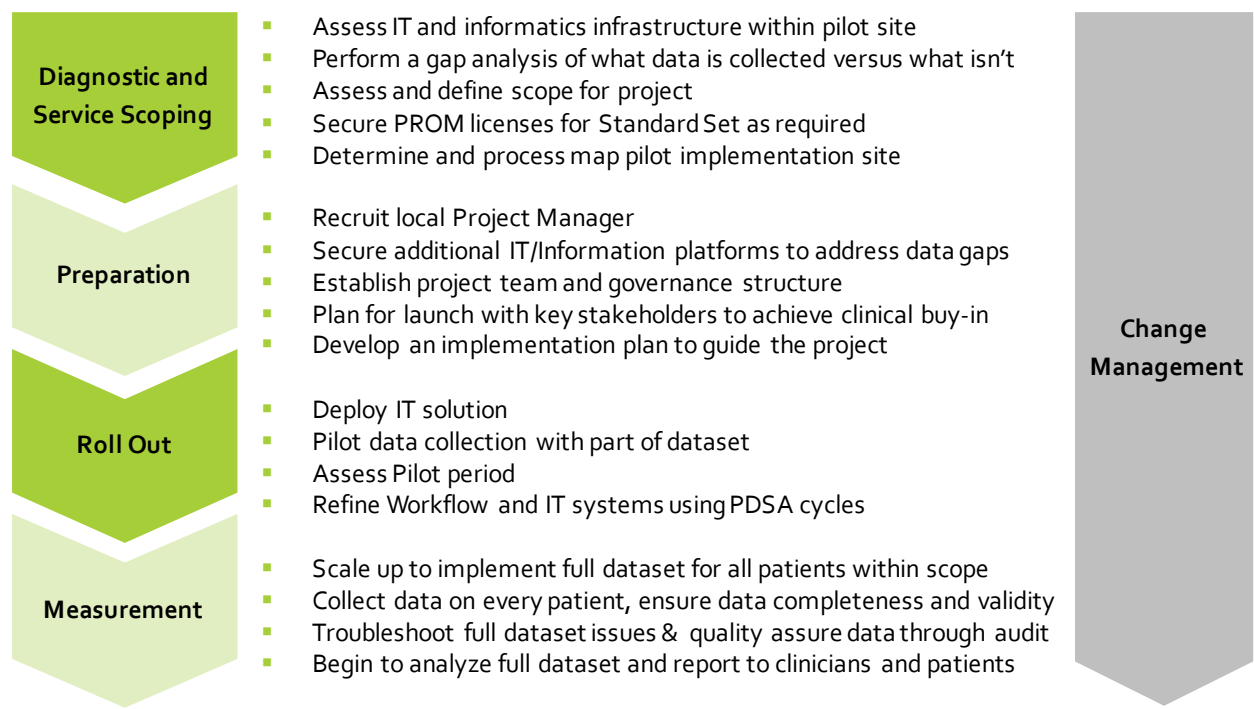 Diagnostic and
Service Scoping
▪ Assess IT and informatics infrastructure within pilot site
▪ Perform a gap analysis of what data is collected versus what isn’t
▪ Assess and define scope for project
▪ Secure PROM licenses for Standard Set as required
▪ Determine and process map pilot implementation site
Preparation
▪ Recruit local Project Manager
▪ Secure additional IT/Information platforms to address data gaps
▪ Establish project team and governance structure
▪ Plan for launch with key stakeholders to achieve clinical buy-in
▪ Develop an implementation plan to guide the project
Roll Out
▪ Deploy IT solution
▪ Pilot data collection with part of dataset
▪ Assess Pilot period
▪ Refine Workflow and IT systems using PDSA cycles
Measurement
▪ Scale up to implement full dataset for all patients within scope
▪ Collect data on every patient, ensure data completeness and validity
▪ Troubleshoot full dataset issues & quality assure data through audit
▪ Begin to analyze full dataset and report to clinicians and patients
Change
Management